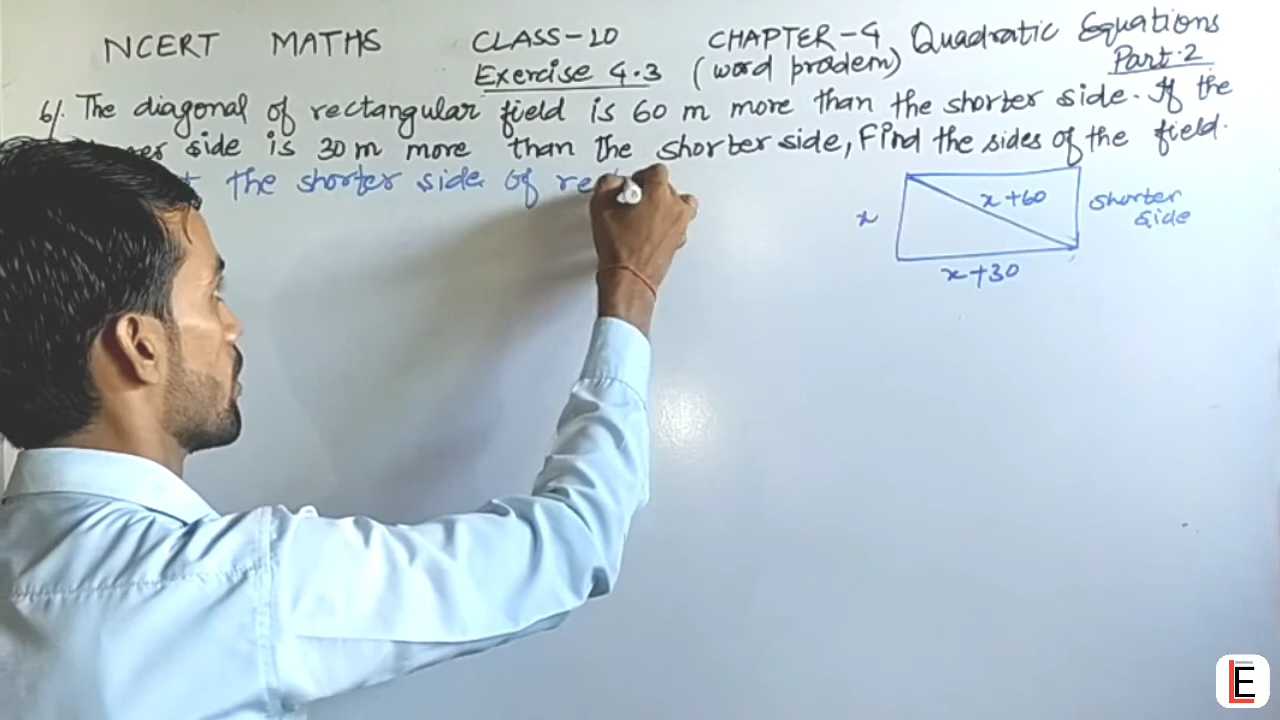 NCERT MATHS CLASS-10 CHAPTER-4 Quadratic Equations
Exercise 4.3 (word prodem) Part-2
6/. The diagonal of rectangular field is 60 m more than the shorter side. If the
side is 30 m more than the shorter side, Find the sides of the field.
the shorter side of
x
x+60
shorter
side
x+30
LE